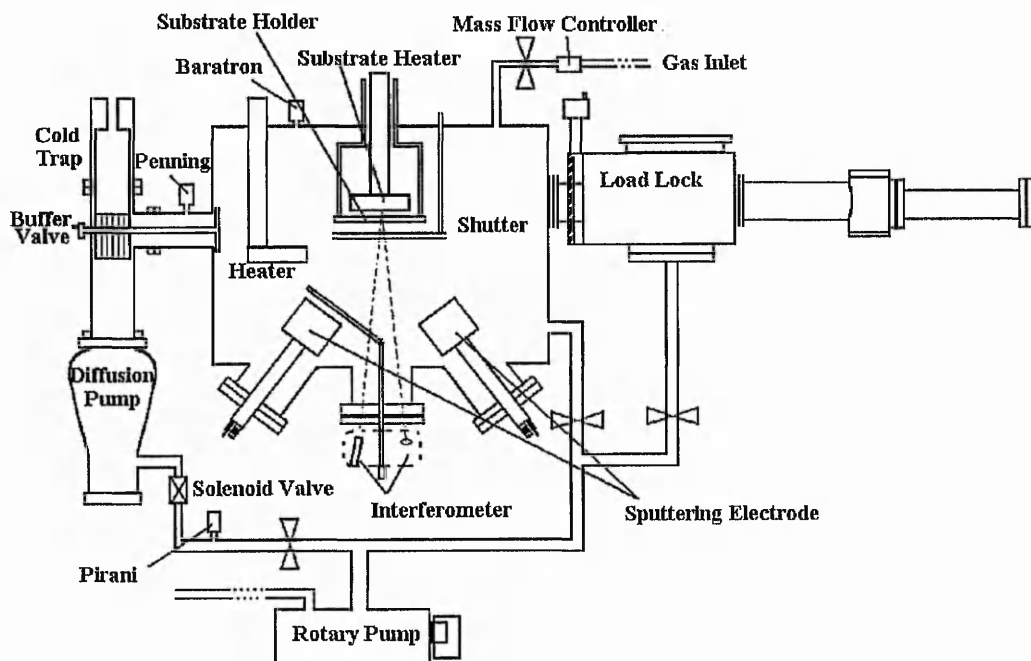 Substrate Holder
Mass Flow Controller
Substrate Heater
Baratron
Gas Inlet
Cold
Trap
Penning
Load Lock
Buffer
Valve
Shutter
Heater
Diffusion
Pump
Solenoid Valve
Interferometer
Sputtering Electrode
Pirani
Rotary Pump